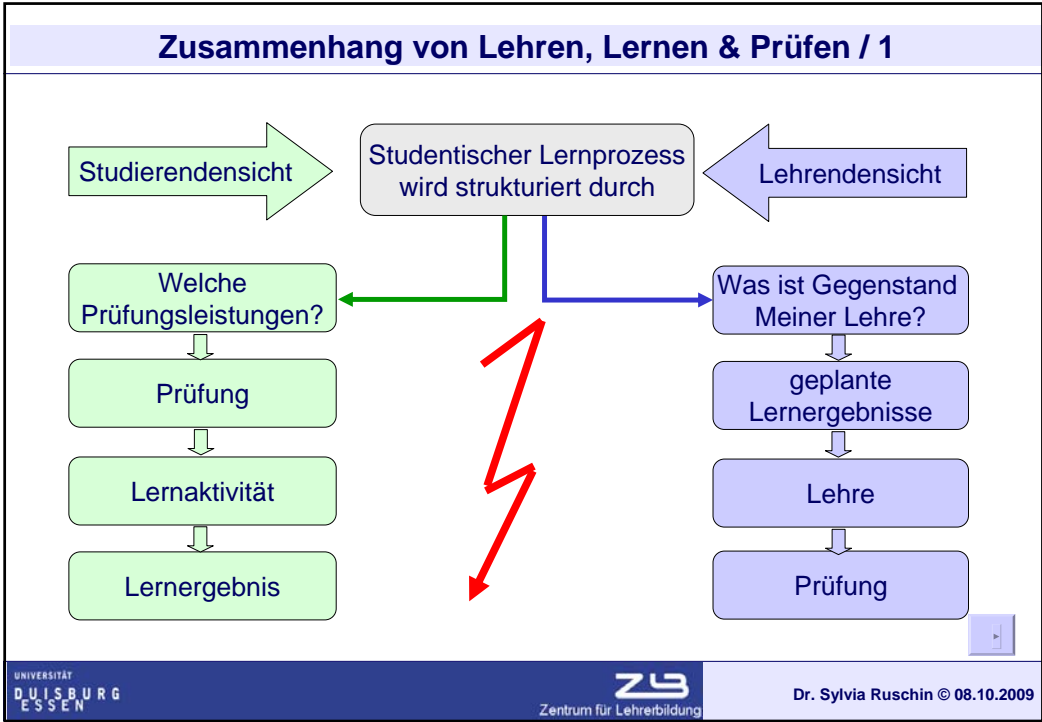 Zusammenhang von Lehren, Lernen & Prüfen / 1
Studierendensicht
Studentischer Lernprozess
wird strukturiert durch
Lehrendensicht
Welche
Prüfungsleistungen?
Prüfung
Lernaktivität
Lernergebnis
Was ist Gegenstand
Meiner Lehre?
geplante
Lernergebnisse
Lehre
Prüfung
UNIVERSITÄT
DUISBURG
ESSEN
ZLB
Zentrum für Lehrerbildung
Dr. Sylvia Ruschin © 08.10.2009